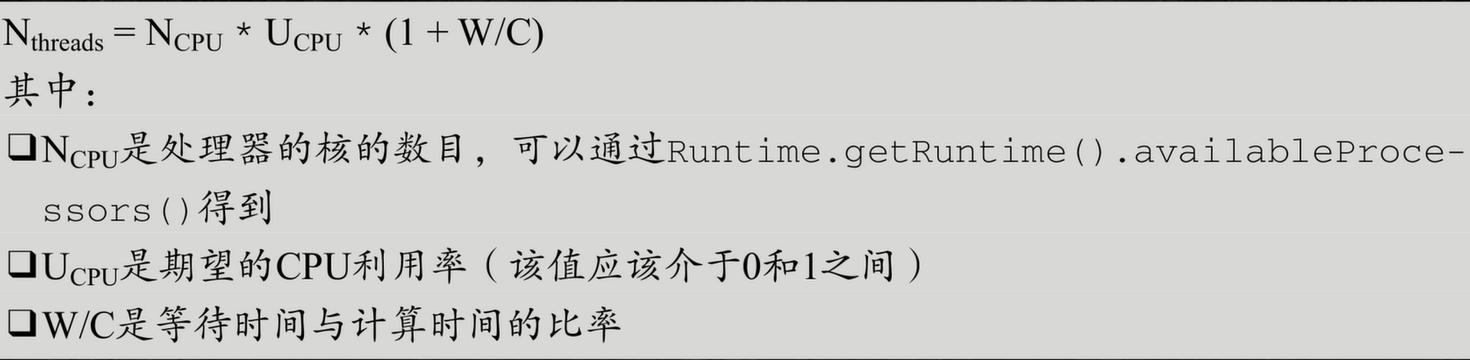 Nthreads = NCPU * UCPU * (1 + W/C)
其中：
❑NCPU是处理器的核的数目，可以通过Runtime.getRuntime().availableProce-
ssors()得到
❑UCPU是期望的CPU利用率（该值应该介于0和1之间）
❑W/C是等待时间与计算时间的比率